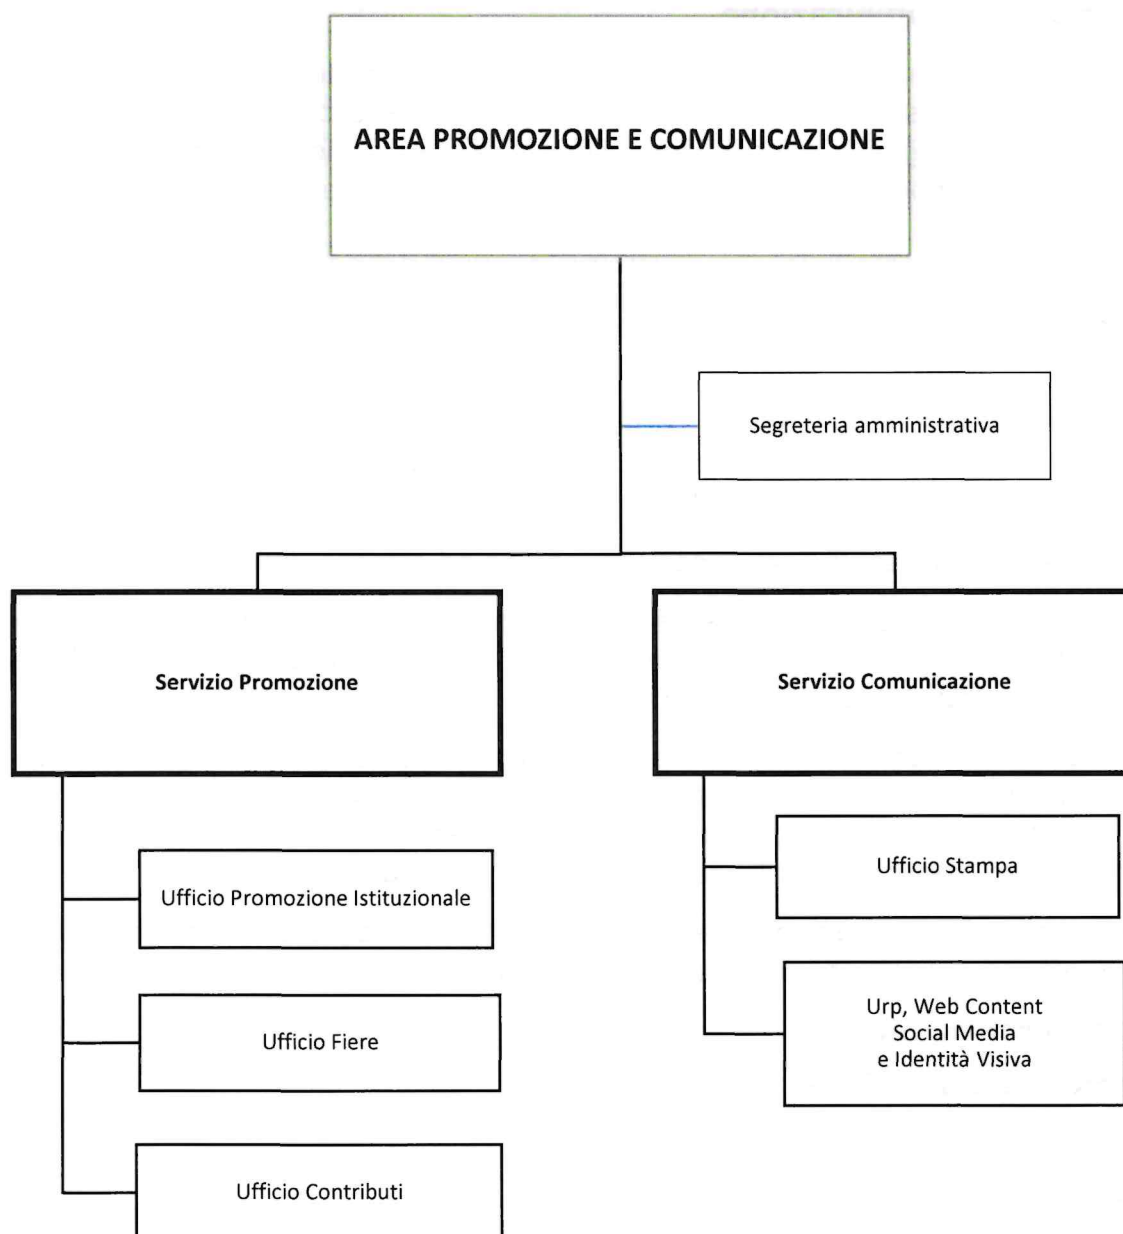 AREA PROMOZIONE E COMUNICAZIONE
Segreteria amministrativa
Servizio Promozione
Servizio Comunicazione
Ufficio Promozione Istituzionale
Ufficio Fiere
Ufficio Contributi
Ufficio Stampa
Urp, Web Content
Social Media
e Identità Visiva